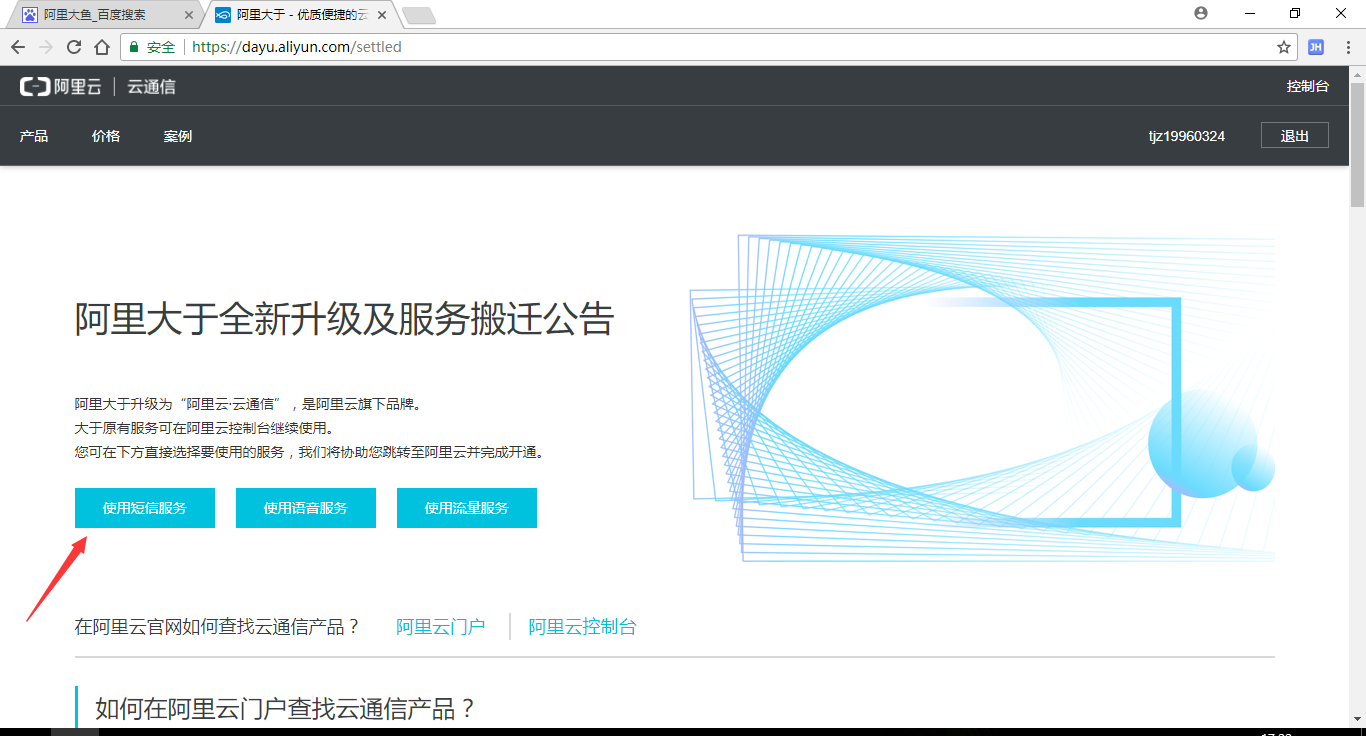 阿里大鱼_百度搜索
阿里大于 - 优质便捷的云
安全
https://dayu.aliyun.com/settled
JH
阿里云
云通信
控制台
产品
价格
案例
tjz19960324
退出
阿里大于全新升级及服务搬迁公告
阿里大于升级为“阿里云·云通信”，是阿里云旗下品牌。
大于原有服务可在阿里云控制台继续使用。
您可在下方直接选择要使用的服务，我们将协助您跳转至阿里云并完成开通。
使用短信服务
使用语音服务
使用流量服务
在阿里云官网如何查找云通信产品？
阿里云门户
阿里云控制台
如何在阿里云门户查找云通信产品？